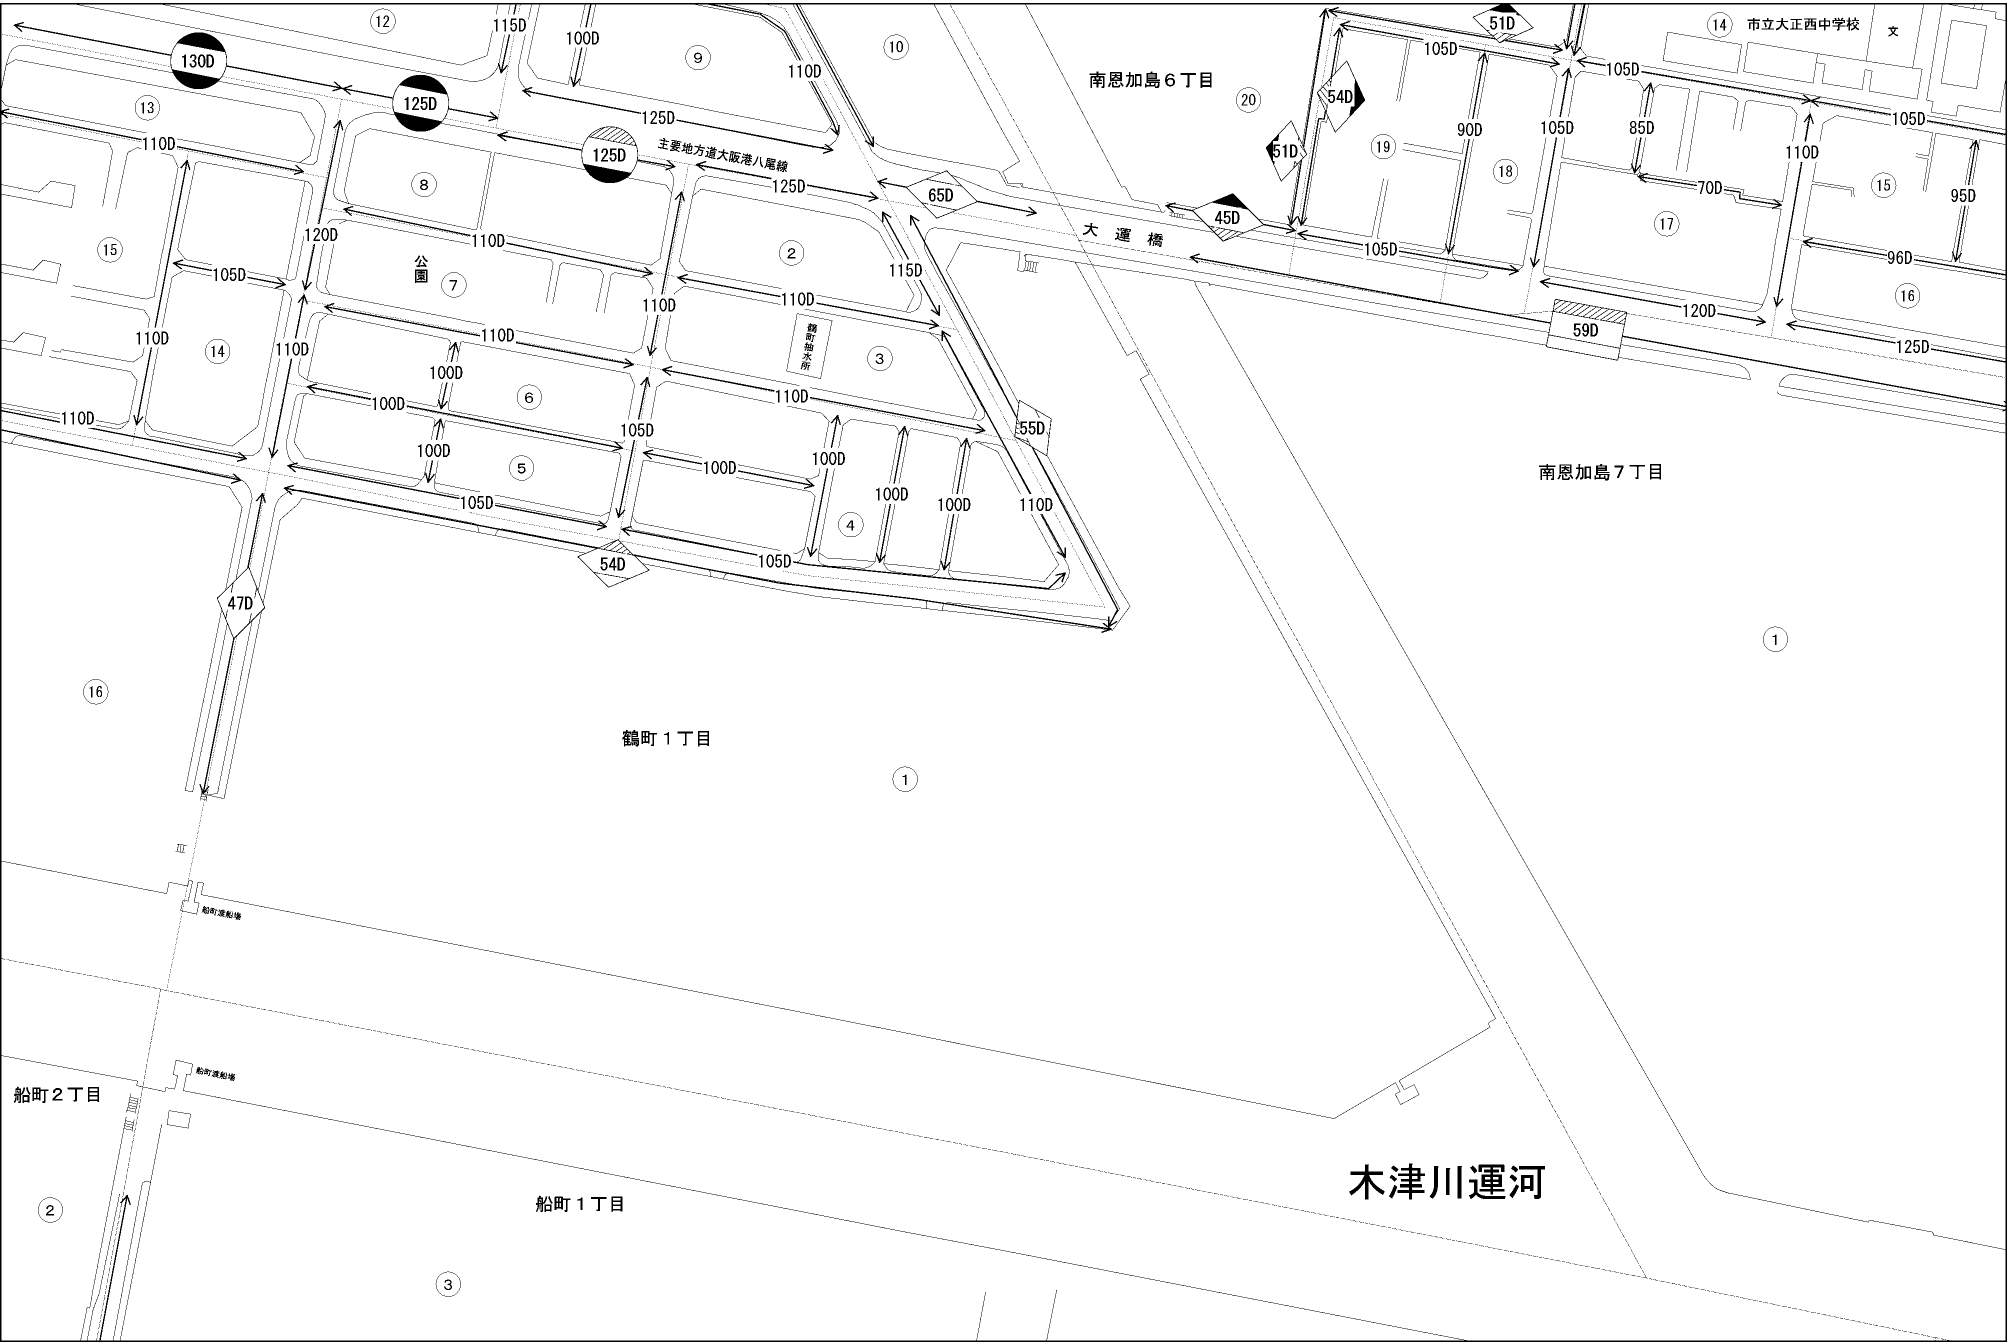 12
115D
100D
9
10
南恩加島６丁目
51D
14
市立大正西中学校
文
130D
110D
105D
105D
20
54D
125D
13
125D
90D
105D
85D
105D
110D
110D
125D
主要地方道大阪港八尾線
51D
19
110D
18
70D
15
95D
8
125D
65D
45D
大運橋
105D
17
120D
110D
15
105D
公園
7
2
115D
96D
110D
110D
110D
16
120D
59D
125D
110D
14
110D
110D
鶴町抽水所
3
100D
6
110D
100D
110D
105D
55D
100D
5
100D
100D
100D
100D
105D
4
110D
南恩加島７丁目
54D
105D
47D
1
16
鶴町１丁目
1
船町渡船場
船町渡船場
船町２丁目
木津川運河
船町１丁目
2
3